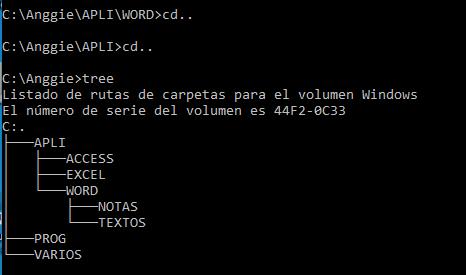 C:\Anggie\APLI\WORD>cd..
C:\Anggie\APLI>cd..
C:\Anggie>tree
Listado de rutas de carpetas para el volumen Windows
El número de serie del volumen es 44F2-0C33
C:.
├───APLI
│   ├───ACCESS
│   ├───EXCEL
│   └───WORD
│       ├───NOTAS
│       └───TEXTOS
├───PROG
└───VARIOS